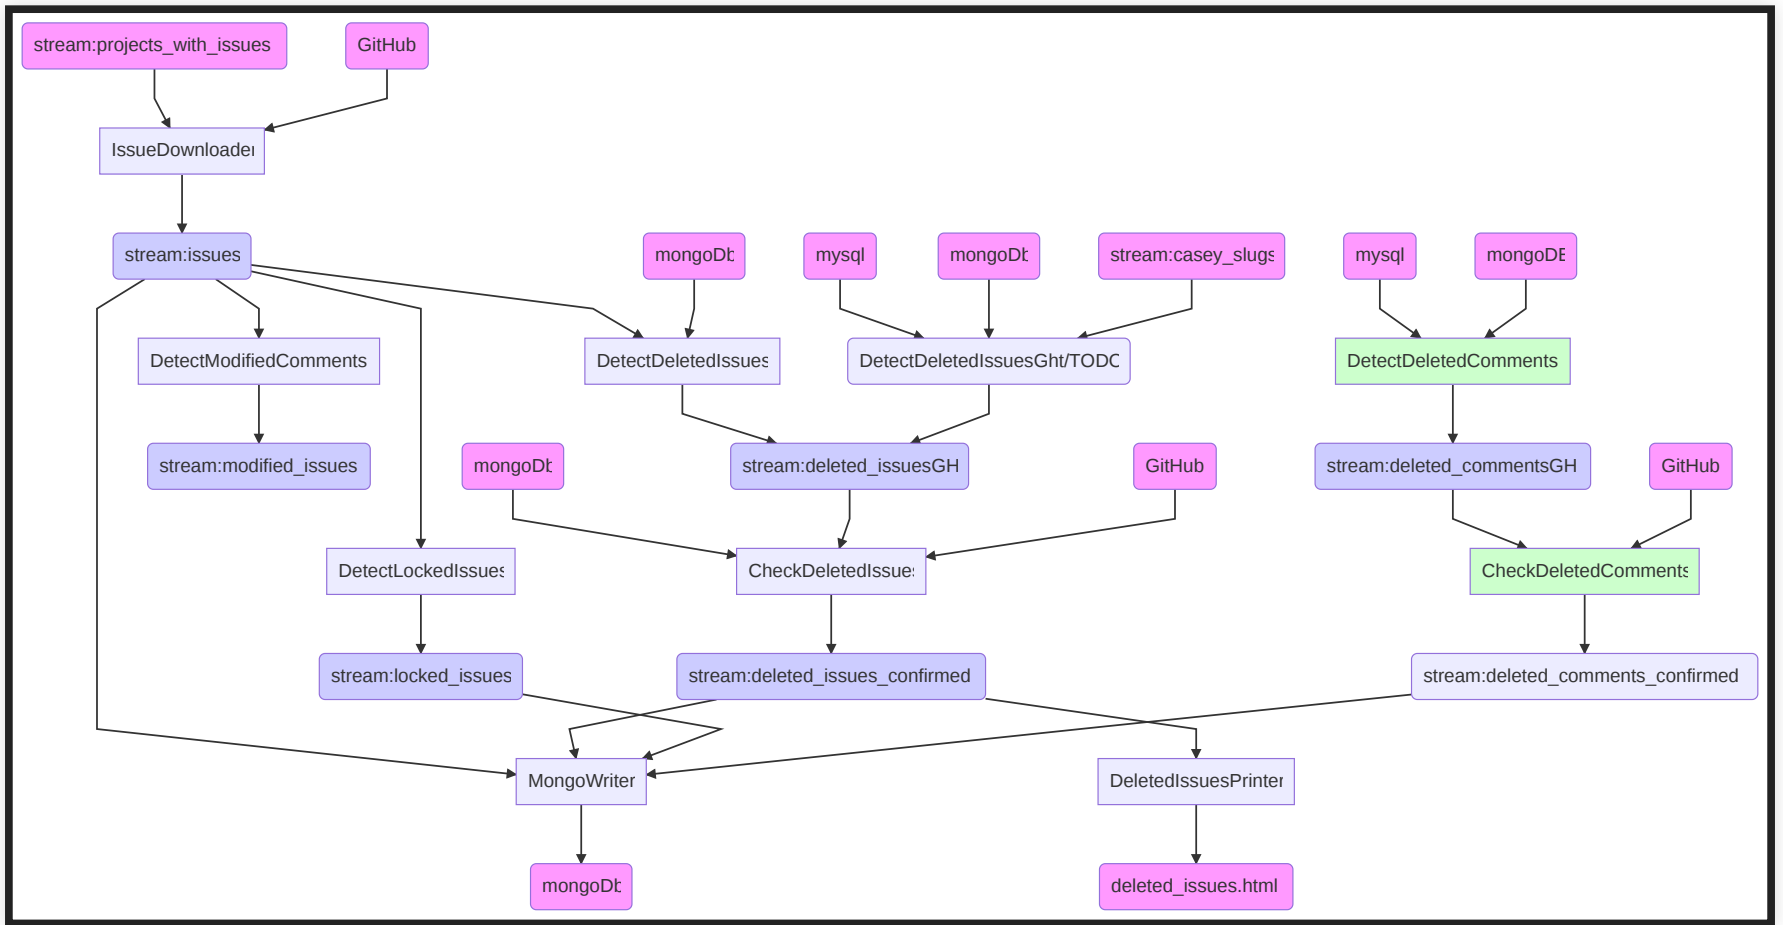 stream:projects_with_issues
GitHub
IssueDownloader
stream:issues
mongoDb
mysql
mongoDb
stream:casey_slugs
mysql
mongoDB
DetectModifiedComments
DetectDeletedIssues
DetectDeletedIssuesGht/TODO
DetectDeletedComments
stream:modified_issues
mongoDb
stream:deleted_issuesGH
GitHub
stream:deleted_commentsGH
GitHub
DetectLockedIssues
CheckDeletedIssues
CheckDeletedComments
stream:locked_issues
stream:deleted_issues_confirmed
stream:deleted_comments_confirmed
MongoWriter
DeletedIssuesPrinter
mongoDb
deleted_issues.html